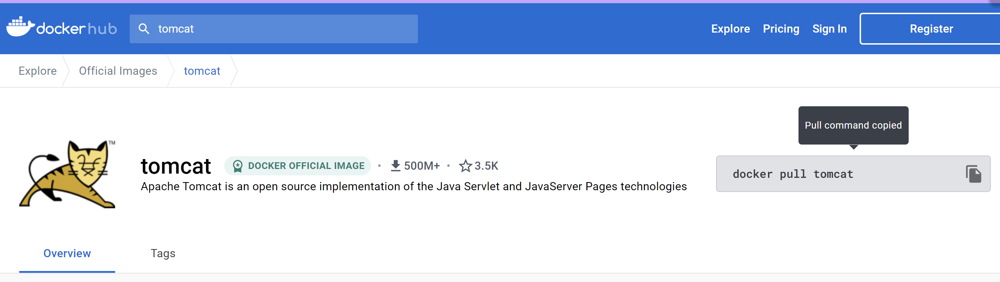 dockerhub
tomcat
Explore Pricing Sign In Register
Explore Official Images tomcat
Pull command copied
TM
tomcat DOCKER OFFICIAL IMAGE • 500M+ • 3.5K
docker pull tomcat
Apache Tomcat is an open source implementation of the Java Servlet and JavaServer Pages technologies
Overview Tags